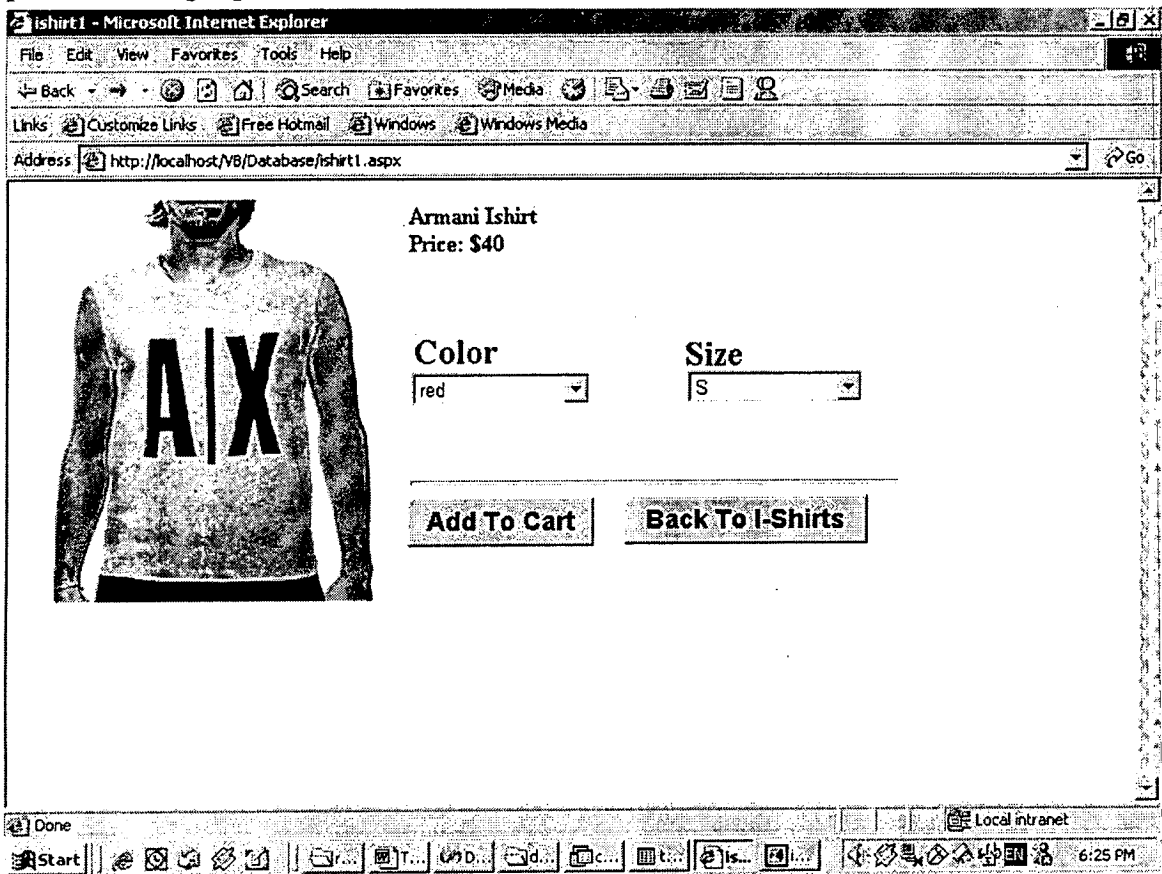 ishirt1 - Microsoft Internet Explorer
File Edit View Favorites Tools Help
Back Search Favorites Media
Links Customize Links Free Hotmail Windows Windows Media
Address http://localhost/VB/Database/ishirt1.aspx Go
Armani Ishirt
Price: $40
A|X
Color Size
red S
Add To Cart Back To I-Shirts
Done Local intranet
Start r... T... D... d... c... t... Is... EN 6:25 PM